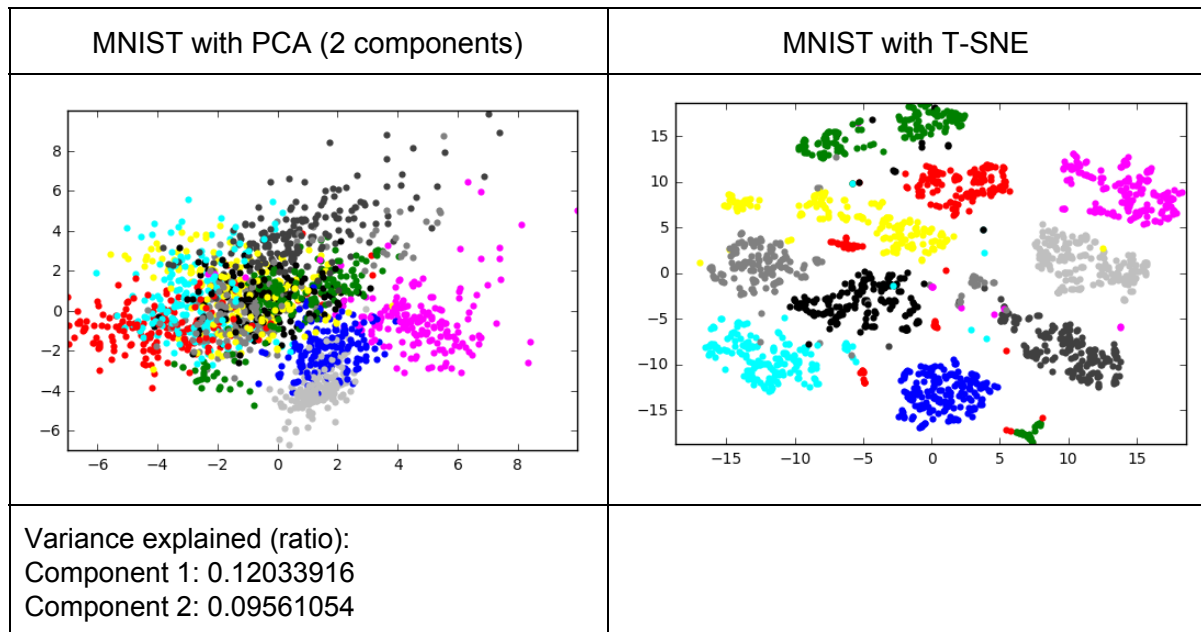 MNIST with PCA (2 components)
MNIST with T-SNE
8
6
4
2
0
−2
−4
−6
−6 −4 −2 0 2 4 6 8
15
10
5
0
−5
−10
−15
−15 −10 −5 0 5 10 15
Variance explained (ratio):
Component 1: 0.12033916
Component 2: 0.09561054